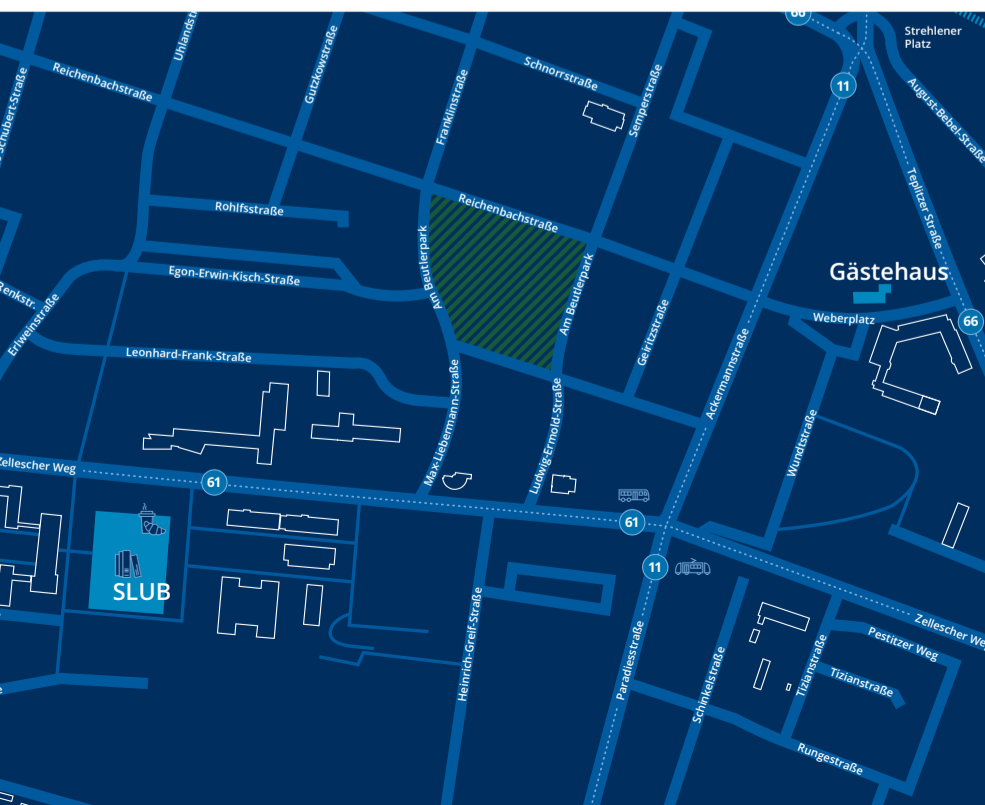 66
Strehlener
Platz
Uhlandst
Gutzkowstraße
Schnorrstraße
Franklinstraße
Semperstraße
11
August-Bebel-Straße
Reichenbachstraße
Schubert-Straße
Teplitzer Straße
Rohlfsstraße
Reichenbachstraße
Am Beutlerpark
Am Beutlerpark
Egon-Erwin-Kisch-Straße
Gästehaus
Renkstr.
Erlweinstraße
Weberplatz
66
Geiritzstraße
Leonhard-Frank-Straße
Ackermannstraße
Max-Liebermann-Straße
Ludwig-Ermold-Straße
Wundtstraße
Zellescher Weg
61
61
11
SLUB
Heinrich-Greif-Straße
Paradiesstraße
Schinkelstraße
Tizianstraße
Zellescher We
Pestitzer Weg
Tizianstraße
Rungestraße